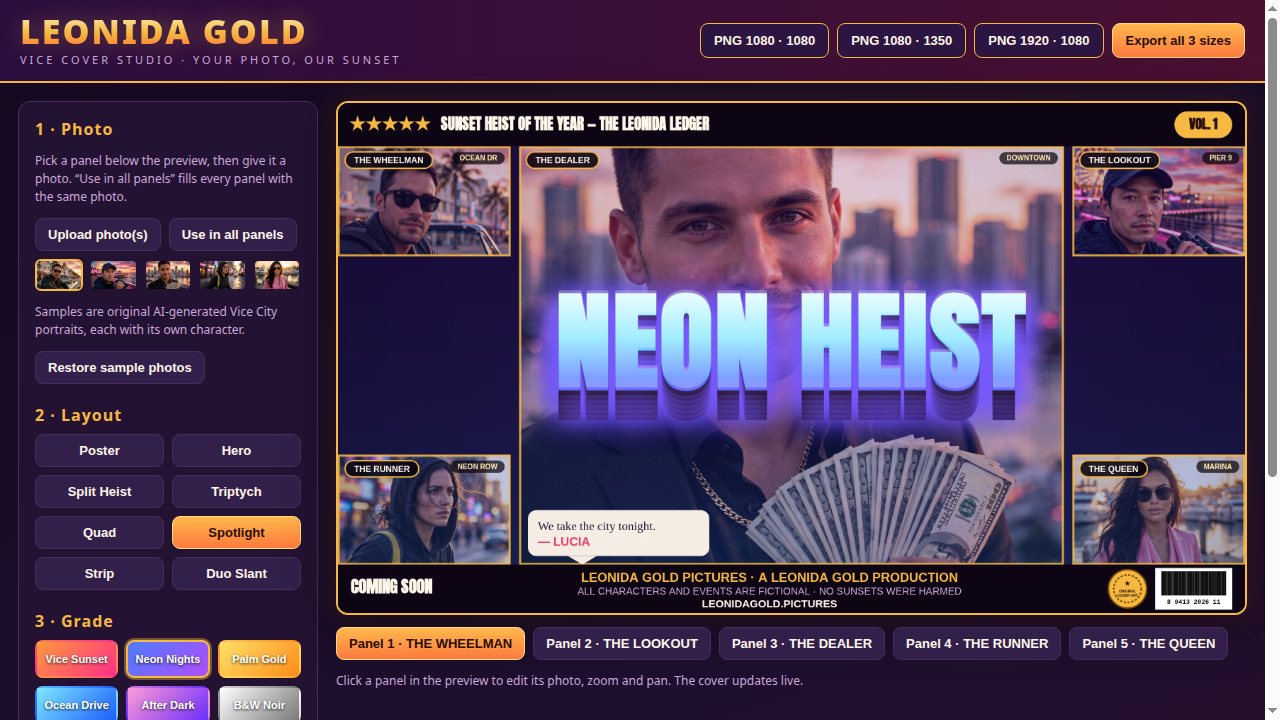 LEONIDA GOLD
VICE COVER STUDIO · YOUR PHOTO, OUR SUNSET
PNG 1080 · 1080
PNG 1080 · 1350
PNG 1920 · 1080
Export all 3 sizes
1 · Photo
Pick a panel below the preview, then give it a
photo. “Use in all panels” fills every panel with
the same photo.
Upload photo(s)
Use in all panels
Samples are original AI-generated Vice City
portraits, each with its own character.
Restore sample photos
2 · Layout
Poster
Hero
Split Heist
Triptych
Quad
Spotlight
Strip
Duo Slant
3 · Grade
Vice Sunset
Neon Nights
Palm Gold
Ocean Drive
After Dark
B&W Noir
★★★★★ SUNSET HEIST OF THE YEAR — THE LEONIDA LEDGER
VOL. 1
THE WHEELMAN
OCEAN DR
THE DEALER
DOWNTOWN
THE LOOKOUT
PIER 9
NEON HEIST
THE RUNNER
NEON ROW
THE QUEEN
MARINA
We take the city tonight.
— LUCIA
COMING SOON
LEONIDA GOLD PICTURES · A LEONIDA GOLD PRODUCTION
ALL CHARACTERS AND EVENTS ARE FICTIONAL · NO SUNSETS WERE HARMED
LEONIDAGOLD.PICTURES
8 0413 2026 11
Panel 1 · THE WHEELMAN
Panel 2 · THE LOOKOUT
Panel 3 · THE DEALER
Panel 4 · THE RUNNER
Panel 5 · THE QUEEN
Click a panel in the preview to edit its photo, zoom and pan. The cover updates live.